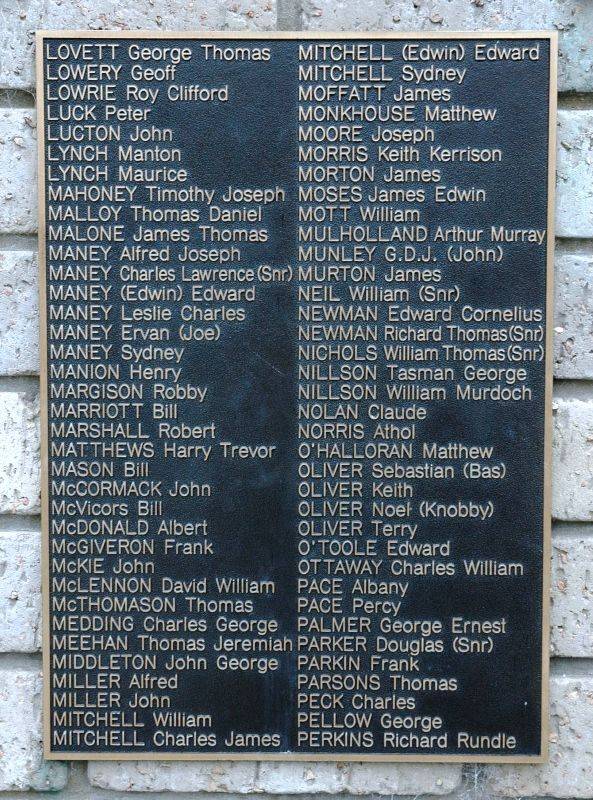 LOVETT George Thomas
LOWERY Geoff
LOWRIE Roy Clifford
LUCK Peter
LUCTON John
LYNCH Manton
LYNCH Maurice
MAHONEY Timothy Joseph
MALLOY Thomas Daniel
MALONE James Thomas
MANEY Alfred Joseph
MANEY Charles Lawrence (Snr)
MANEY (Edwin) Edward
MANEY Leslie Charles
MANEY Ervan (Joe)
MANEY Sydney
MANION Henry
MARGISON Robby
MARRIOTT Bill
MARSHALL Robert
MATTHEWS Harry Trevor
MASON Bill
McCORMACK John
McVicors Bill
McDONALD Albert
McGIVERON Frank
McKIE John
McLENNON David William
McTHOMASON Thomas
MEDDING Charles George
MEEHAN Thomas Jeremiah
MIDDLETON John George
MILLER Alfred
MILLER John
MITCHELL William
MITCHELL Charles James
MITCHELL (Edwin) Edward
MITCHELL Sydney
MOFFATT James
MONKHOUSE Matthew
MOORE Joseph
MORRIS Keith Kerrison
MORTON James
MOSES James Edwin
MOTT William
MULHOLLAND Arthur Murray
MUNLEY G.D.J. (John)
MURTON James
NEIL William (Snr)
NEWMAN Edward Cornelius
NEWMAN Richard Thomas (Snr)
NICHOLS William Thomas (Snr)
NILLSON Tasman George
NILLSON William Murdoch
NOLAN Claude
NORRIS Athol
O'HALLORAN Matthew
OLIVER Sebastian (Bas)
OLIVER Keith
OLIVER Noel (Knobby)
OLIVER Terry
O'TOOLE Edward
OTTAWAY Charles William
PACE Albany
PACE Percy
PALMER George Ernest
PARKER Douglas (Snr)
PARKIN Frank
PARSONS Thomas
PECK Charles
PELLOW George
PERKINS Richard Rundle